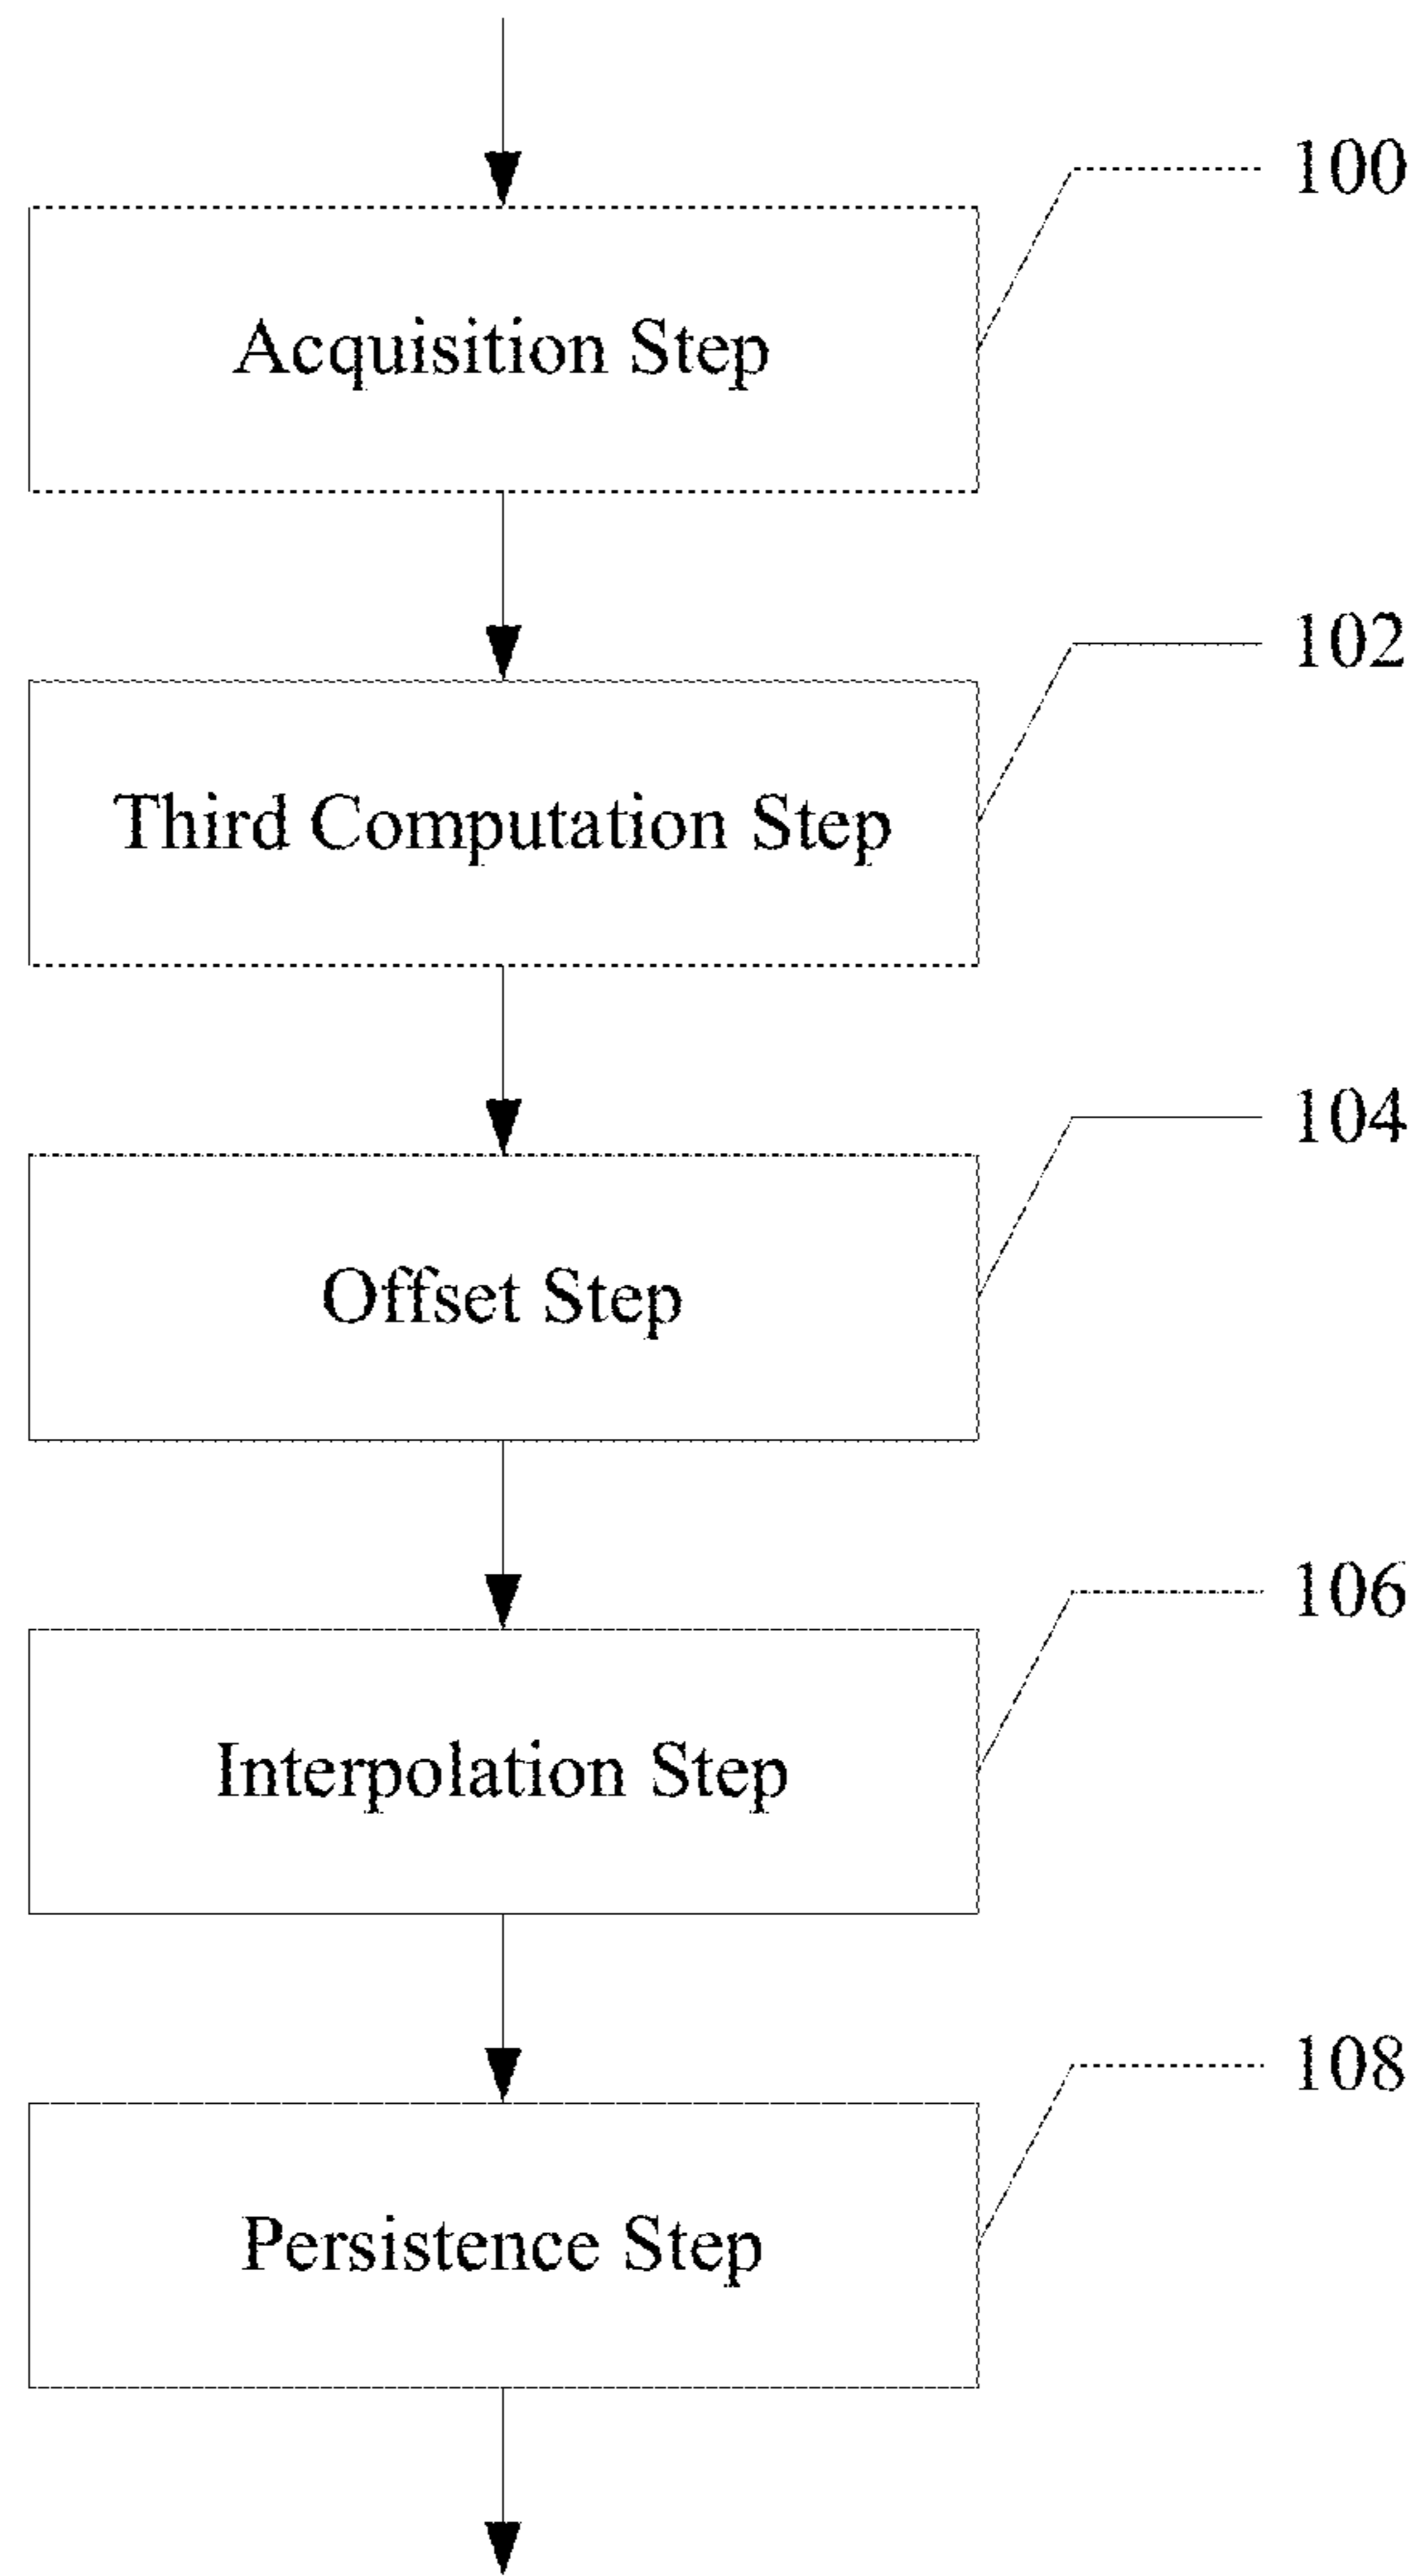 100
Acquisition Step
102
Third Computation Step
104
Offset Step
106
Interpolation Step
108
Persistence Step